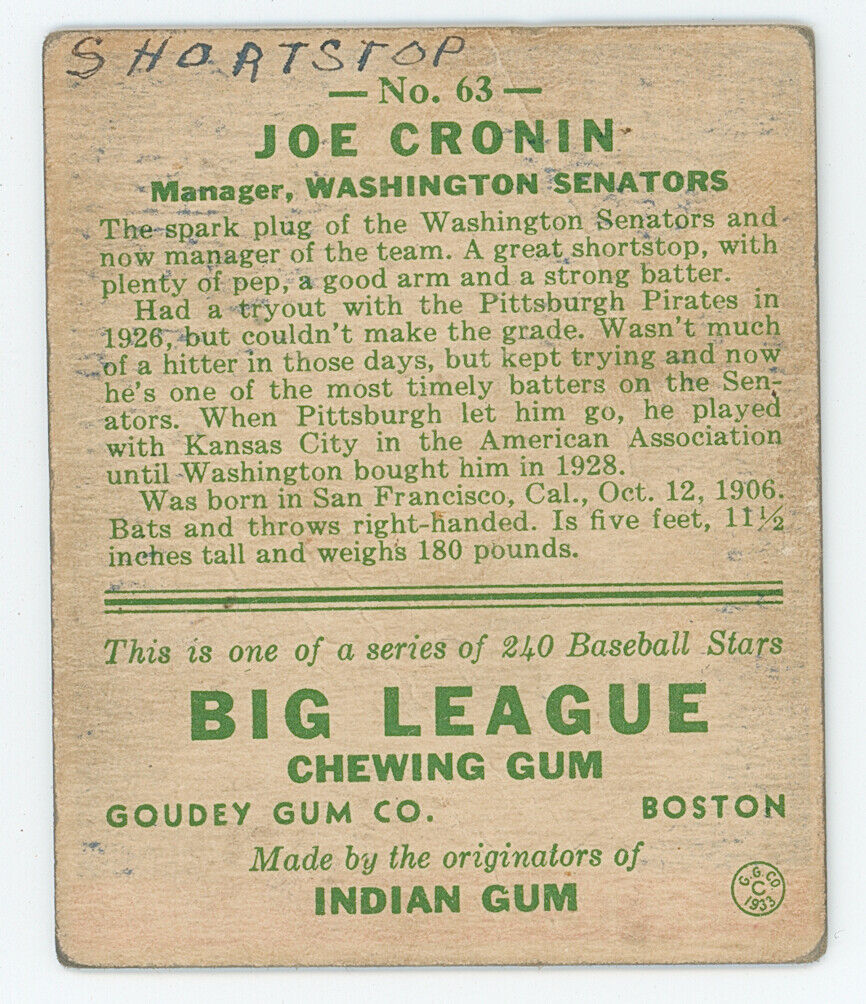 SHORTSTOP
— No. 63 —
JOE CRONIN
Manager, WASHINGTON SENATORS
The spark plug of the Washington Senators and
now manager of the team. A great shortstop, with
plenty of pep, a good arm and a strong batter.
Had a tryout with the Pittsburgh Pirates in
1926, but couldn't make the grade. Wasn't much
of a hitter in those days, but kept trying and now
he's one of the most timely batters on the Sen-
ators. When Pittsburgh let him go, he played
with Kansas City in the American Association
until Washington bought him in 1928.
Was born in San Francisco, Cal., Oct. 12, 1906.
Bats and throws right-handed. Is five feet, 11½
inches tall and weighs 180 pounds.
This is one of a series of 240 Baseball Stars
BIG LEAGUE
CHEWING GUM
GOUDEY GUM CO. BOSTON
Made by the originators of
INDIAN GUM
G. G. CO
C
1933